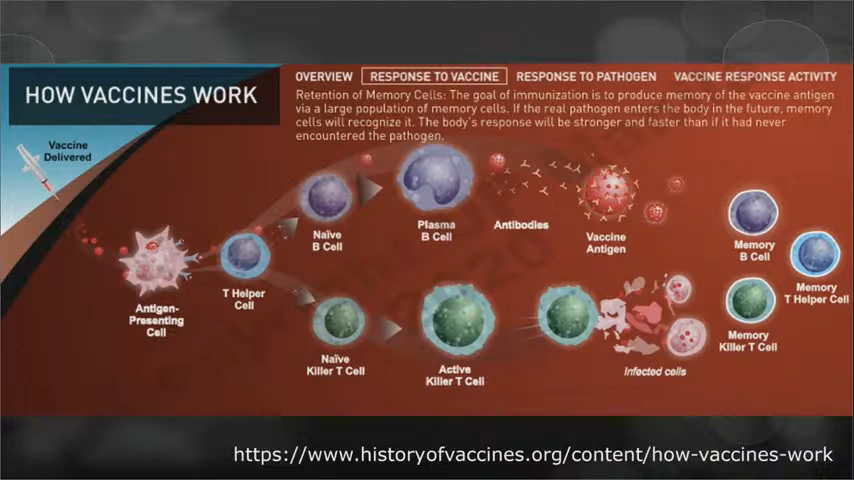 HOW VACCINES WORK
OVERVIEW RESPONSE TO VACCINE RESPONSE TO PATHOGEN VACCINE RESPONSE ACTIVITY
Retention of Memory Cells: The goal of immunization is to produce memory of the vaccine antigen
via a large population of memory cells. If the real pathogen enters the body in the future, memory
cells will recognize it. The body's response will be stronger and faster than if it had never
encountered the pathogen.
Vaccine
Delivered
Antigen-
Presenting
Cell
T Helper
Cell
Naïve
B Cell
Plasma
B Cell
Antibodies
Vaccine
Antigen
Naïve
Killer T Cell
Active
Killer T Cell
Infected cells
Memory
B Cell
Memory
T Helper Cell
Memory
Killer T Cell
https://www.historyofvaccines.org/content/how-vaccines-work